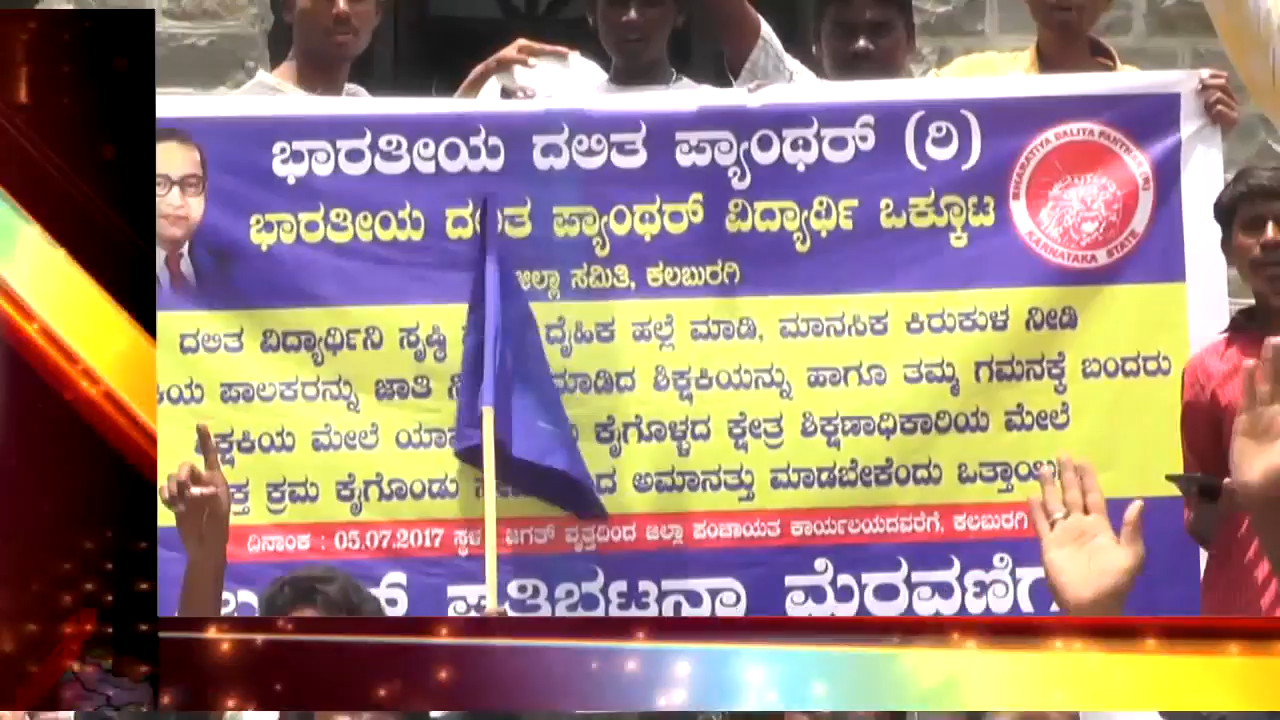 ಭಾರತೀಯ ದಲಿತ ಪ್ಯಾಂಥರ್ (ರಿ)
ಭಾರತೀಯ ದಲಿತ ಪ್ಯಾಂಥರ್ ವಿದ್ಯಾರ್ಥಿ ಒಕ್ಕೂಟ
BHARATIYA DALITA PANTHER (R)
KARNATAKA STATE
ಜಿಲ್ಲಾ ಸಮಿತಿ, ಕಲಬುರಗಿ
ದಲಿತ ವಿದ್ಯಾರ್ಥಿನಿ ಸೃಷ್ಠಿ ದೈಹಿಕ ಹಲ್ಲೆ ಮಾಡಿ, ಮಾನಸಿಕ ಕಿರುಕುಳ ನೀಡಿ
ಪಾಲಕರನ್ನು ಜಾತಿ ಮಾಡಿದ ಶಿಕ್ಷಕಿಯನ್ನು ಹಾಗೂ ತಮ್ಮ ಗಮನಕ್ಕೆ ಬಂದರು
ಶಿಕ್ಷಕಿಯ ಮೇಲೆ ಕೈಗೊಳ್ಳದ ಕ್ಷೇತ್ರ ಶಿಕ್ಷಣಾಧಿಕಾರಿಯ ಮೇಲೆ
ಕ್ರಮ ಕೈಗೊಂಡು ಅಮಾನತ್ತು ಮಾಡಬೇಕೆಂದು
ದಿನಾಂಕ : 05.07.2017 ಸ್ಥಳ ಜಗತ್ ವೃತ್ತದಿಂದ ಜಿಲ್ಲಾ ಪಂಚಾಯತ ಕಾರ್ಯಾಲಯದವರೆಗೆ, ಕಲಬುರಗಿ
ಪ್ರತಿಭಟನಾ ಮೆರವಣಿಗೆ